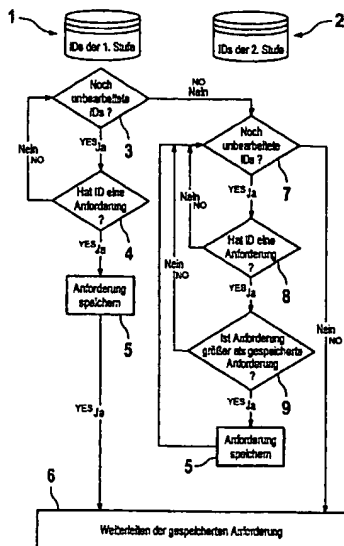 1
IDs der 1. Stufe
IDs der 2. Stufe
2
Noch
unbearbeitete
IDs ?
3
NO
Nein
Nein
NO
YES Ja
Noch
unbearbeitete
IDs ?
7
Hat ID eine
Anforderung
?
4
YES Ja
Nein
NO
Nein
NO
YES Ja
Hat ID eine
Anforderung
?
8
YES Ja
Anforderung
speichern
5
Ist Anforderung
größer als gespeicherte
Anforderung
?
9
Nein
NO
YES Ja
YES Ja
Anforderung
speichern
5
6
Weiterleiten der gespeicherten Anforderung